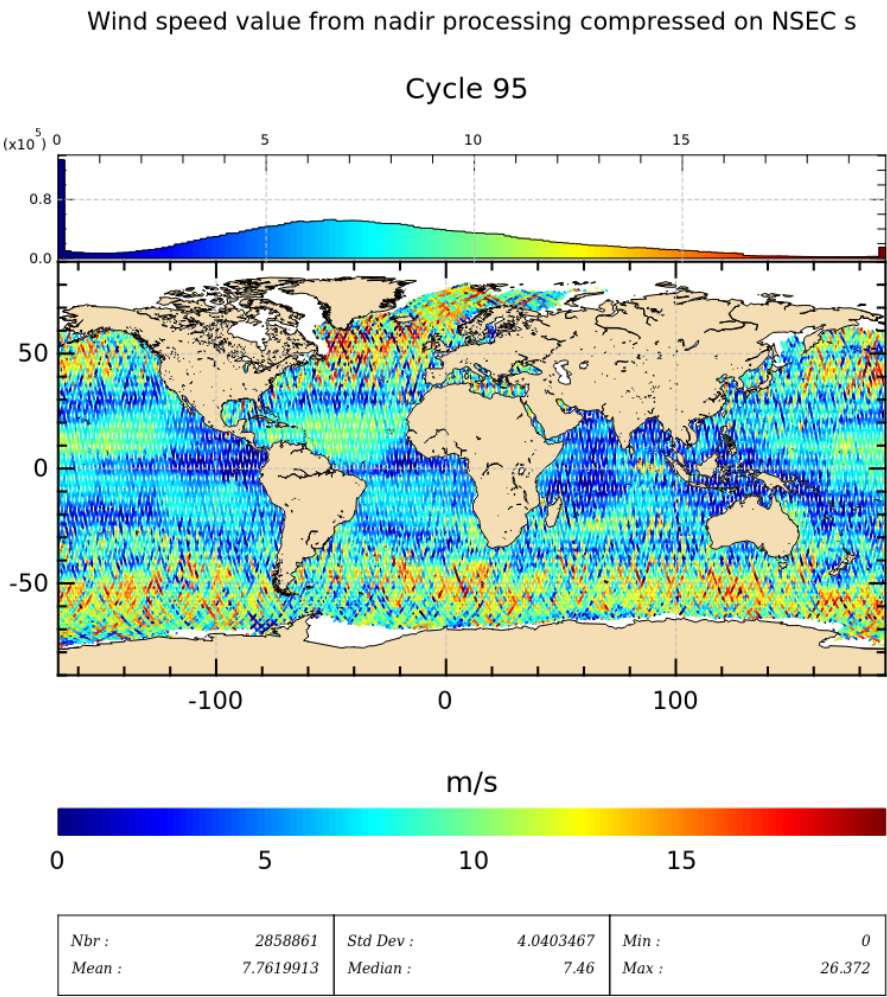 Wind speed value from nadir processing compressed on NSEC s
Cycle 95
(x10^5) 0 5 10 15
0.8
0.0
50
0
-50
-100 0 100
m/s
0 5 10 15
Nbr : 2858861 Std Dev : 4.0403467 Min : 0
Mean : 7.7619913 Median : 7.46 Max : 26.372